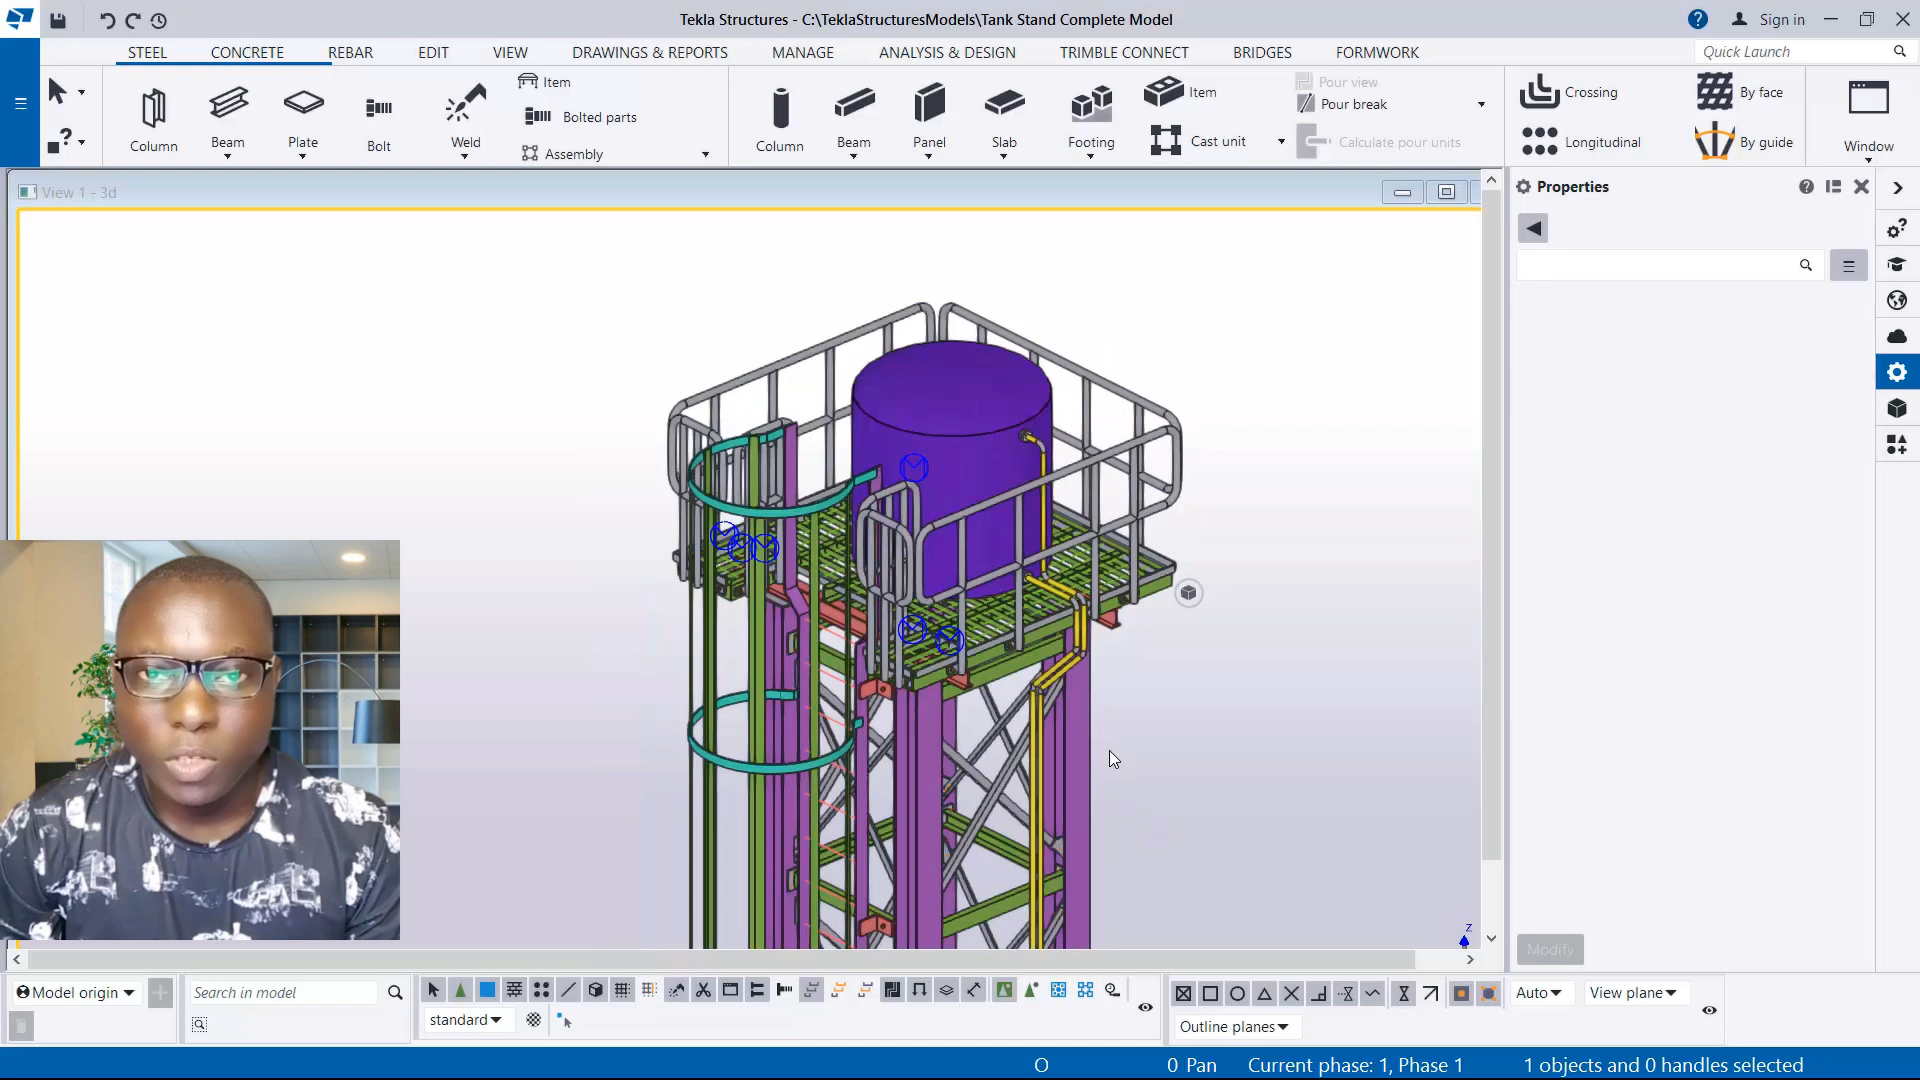 Tekla Structures - C:\TeklaStructuresModels\Tank Stand Complete Model
Sign in
STEEL CONCRETE REBAR EDIT VIEW DRAWINGS & REPORTS MANAGE ANALYSIS & DESIGN TRIMBLE CONNECT BRIDGES FORMWORK
Quick Launch
Column
Beam
Plate
Bolt
Weld
Item
Bolted parts
Assembly
Column
Beam
Panel
Slab
Footing
Item
Cast unit
Pour view
Pour break
Calculate pour units
Crossing
Longitudinal
By face
By guide
Window
View 1 - 3d
Properties
z
Modify
Model origin
Search in model
standard
Auto
View plane
Outline planes
O
0 Pan
Current phase: 1, Phase 1
1 objects and 0 handles selected